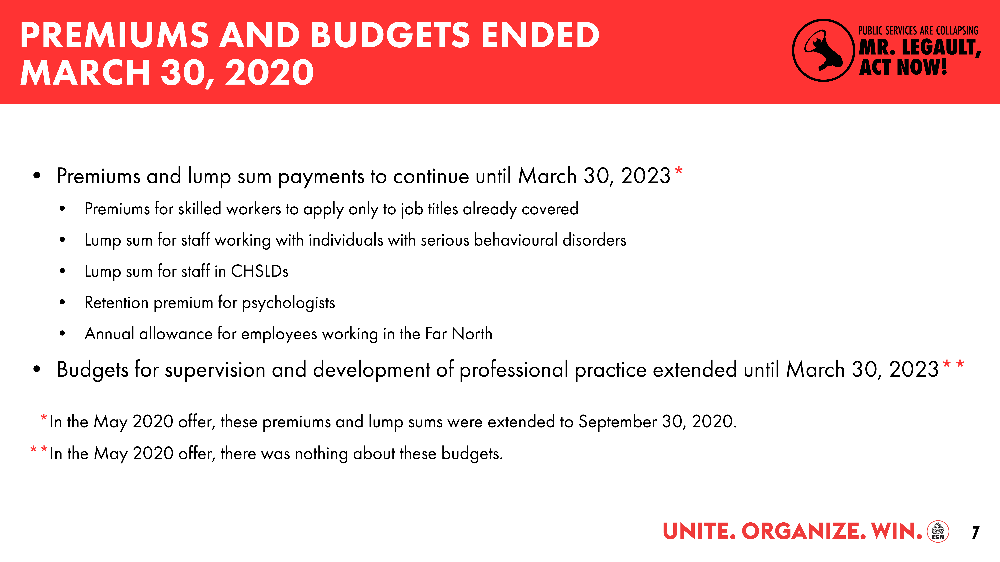 PREMIUMS AND BUDGETS ENDED
MARCH 30, 2020
PUBLIC SERVICES ARE COLLAPSING
MR. LEGAULT,
ACT NOW!
• Premiums and lump sum payments to continue until March 30, 2023*
• Premiums for skilled workers to apply only to job titles already covered
• Lump sum for staff working with individuals with serious behavioural disorders
• Lump sum for staff in CHSLDs
• Retention premium for psychologists
• Annual allowance for employees working in the Far North
• Budgets for supervision and development of professional practice extended until March 30, 2023**
*In the May 2020 offer, these premiums and lump sums were extended to September 30, 2020.
**In the May 2020 offer, there was nothing about these budgets.
UNITE. ORGANIZE. WIN. CSN 7